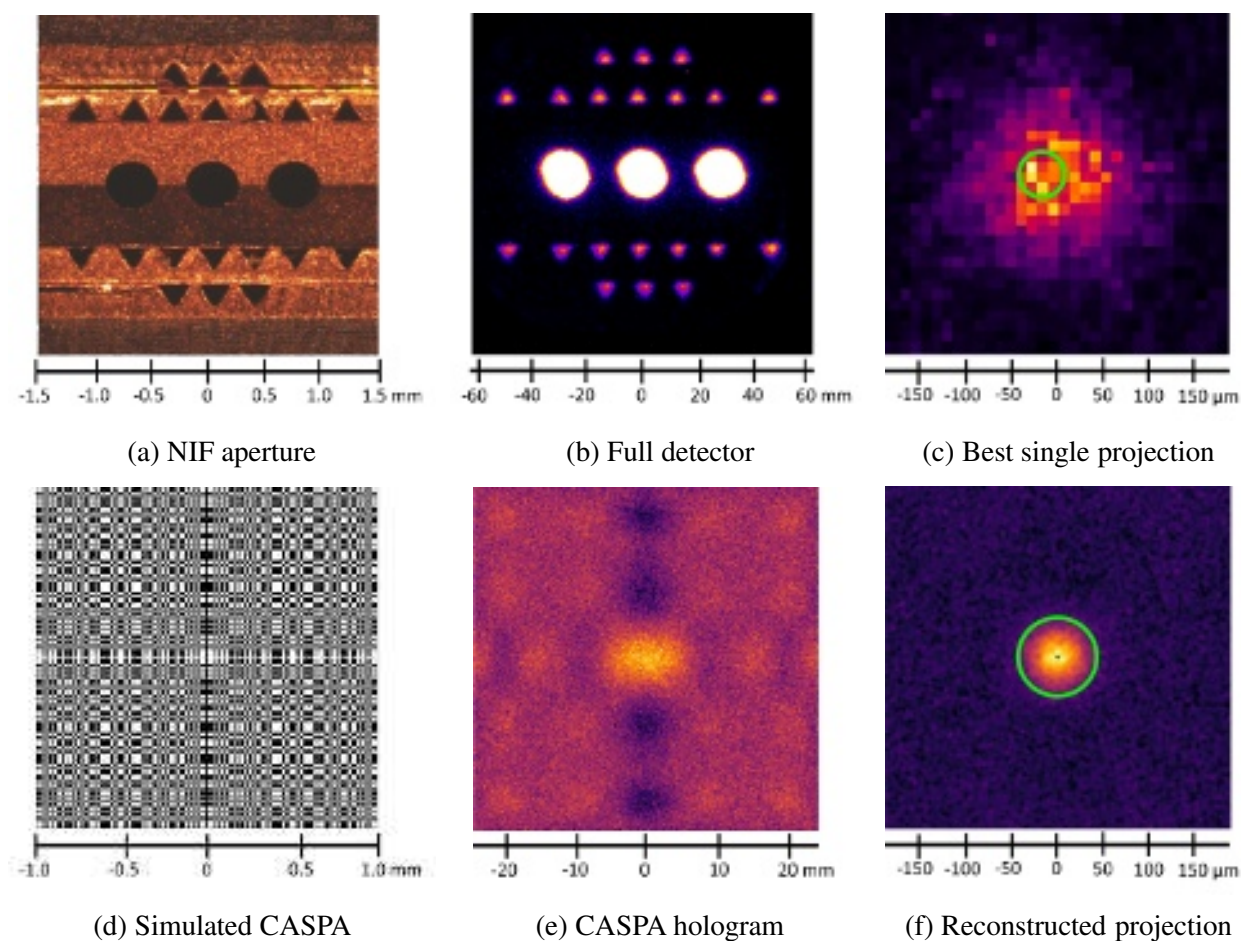 -1.5 -1.0 -0.5 0 0.5 1.0 1.5 mm
-60 -40 -20 0 20 40 60 mm
-150 -100 -50 0 50 100 150 µm
(a) NIF aperture
(b) Full detector
(c) Best single projection
-1.0 -0.5 0 0.5 1.0 mm
-20 -10 0 10 20 mm
-150 -100 -50 0 50 100 150 µm
(d) Simulated CASPA
(e) CASPA hologram
(f) Reconstructed projection